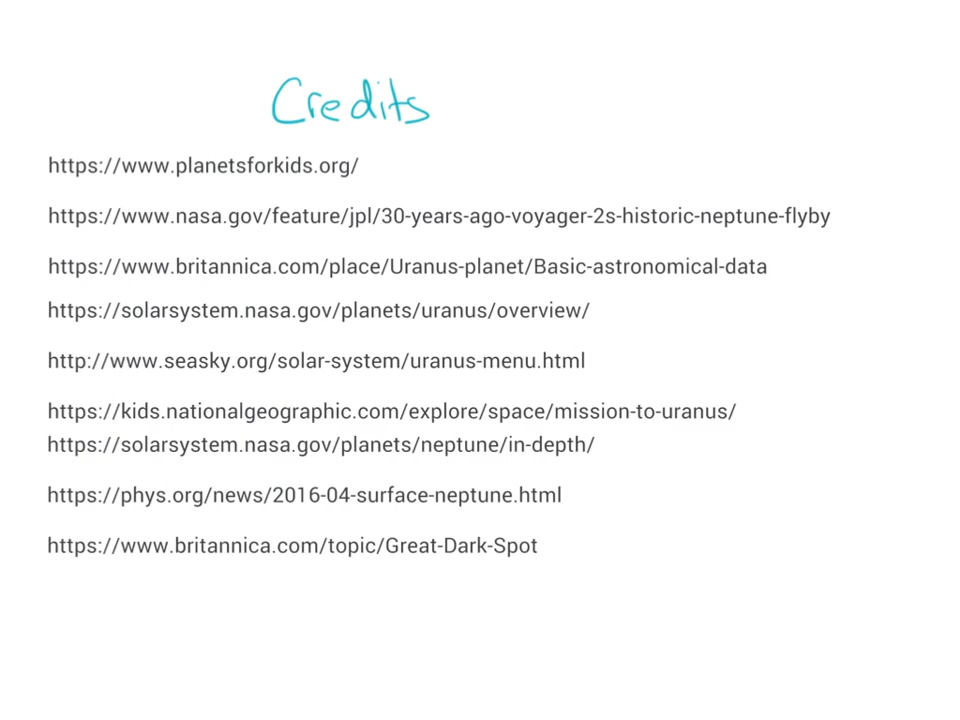 Credits
https://www.planetsforkids.org/
https://www.nasa.gov/feature/jpl/30-years-ago-voyager-2s-historic-neptune-flyby
https://www.britannica.com/place/Uranus-planet/Basic-astronomical-data
https://solarsystem.nasa.gov/planets/uranus/overview/
http://www.seasky.org/solar-system/uranus-menu.html
https://kids.nationalgeographic.com/explore/space/mission-to-uranus/
https://solarsystem.nasa.gov/planets/neptune/in-depth/
https://phys.org/news/2016-04-surface-neptune.html
https://www.britannica.com/topic/Great-Dark-Spot